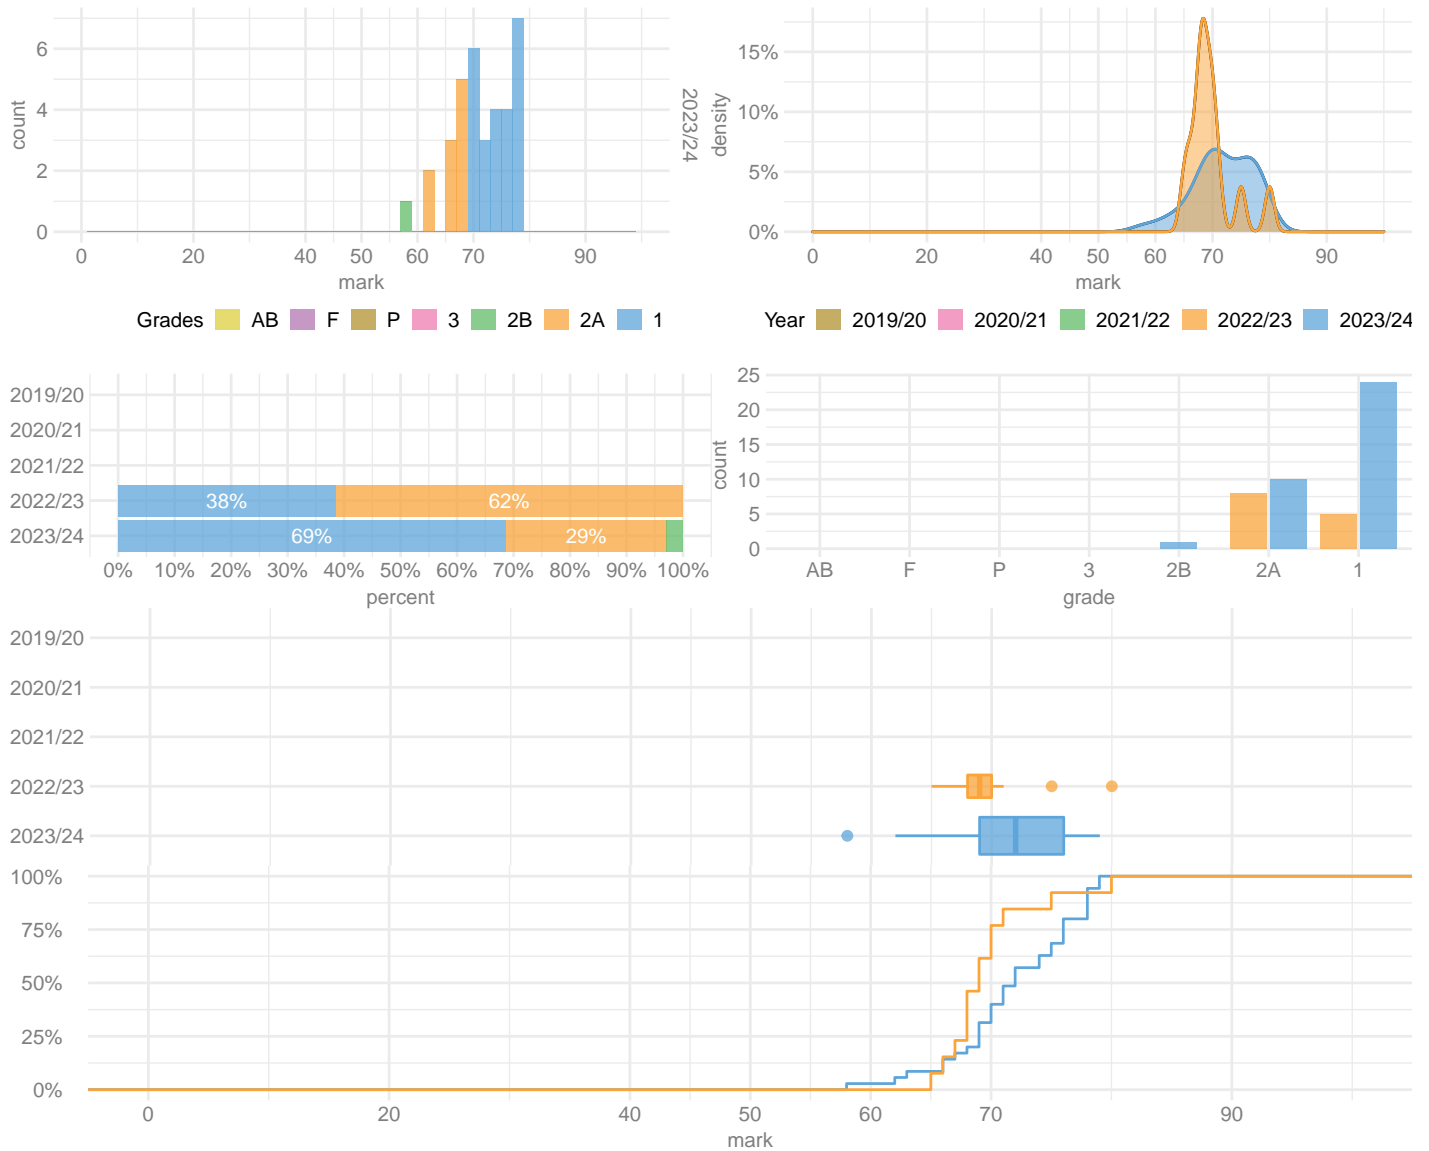 6
4
2
0
count
0 20 40 50 60 70 90
mark
2023/24
15%
10%
5%
0%
density
0 20 40 50 60 70 90
mark
Grades AB F P 3 2B 2A 1
Year 2019/20 2020/21 2021/22 2022/23 2023/24
2019/20
2020/21
2021/22
2022/23 38% 62%
2023/24 69% 29%
0% 10% 20% 30% 40% 50% 60% 70% 80% 90% 100%
percent
25
20
15
10
5
0
count
AB F P 3 2B 2A 1
grade
2019/20
2020/21
2021/22
2022/23
2023/24
100%
75%
50%
25%
0%
0 20 40 50 60 70 90
mark